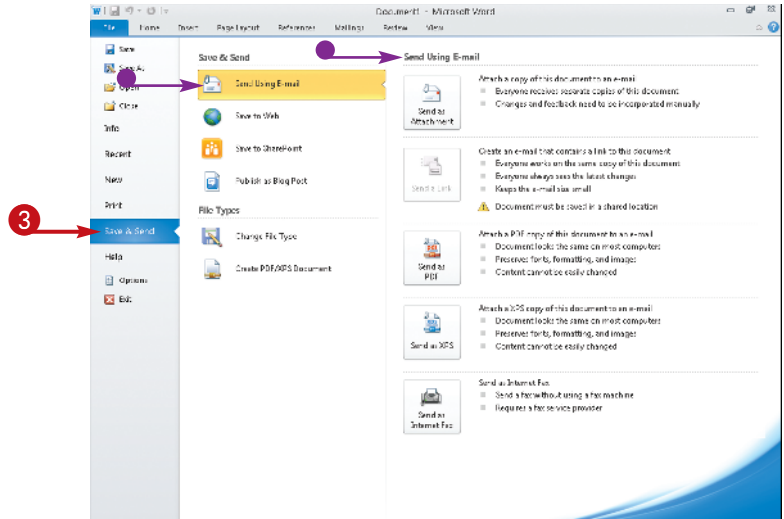 Document1 - Microsoft Word
File Home Insert Page Layout References Mailings Review View
Save
Save As
Open
Close
Info
Recent
New
Print
3
Save & Send
Help
Options
Exit
Save & Send
Send Using E-mail
Save to Web
Save to SharePoint
Publish as Blog Post
File Types
Change File Type
Create PDF/XPS Document
Send Using E-mail
Send as
Attachment
Attach a copy of this document to an e-mail
Everyone receives separate copies of this document
Changes and feedback need to be incorporated manually
Send a Link
Create an e-mail that contains a link to this document
Everyone works on the same copy of this document
Everyone always sees the latest changes
Keeps the e-mail size small
Document must be saved in a shared location
Send as
PDF
Attach a PDF copy of this document to an e-mail
Document looks the same on most computers
Preserves fonts, formatting, and images
Content cannot be easily changed
Send as XPS
Attach a XPS copy of this document to an e-mail
Document looks the same on most computers
Preserves fonts, formatting, and images
Content cannot be easily changed
Send as
Internet Fax
Send as Internet Fax
Send a fax without using a fax machine
Requires a fax service provider